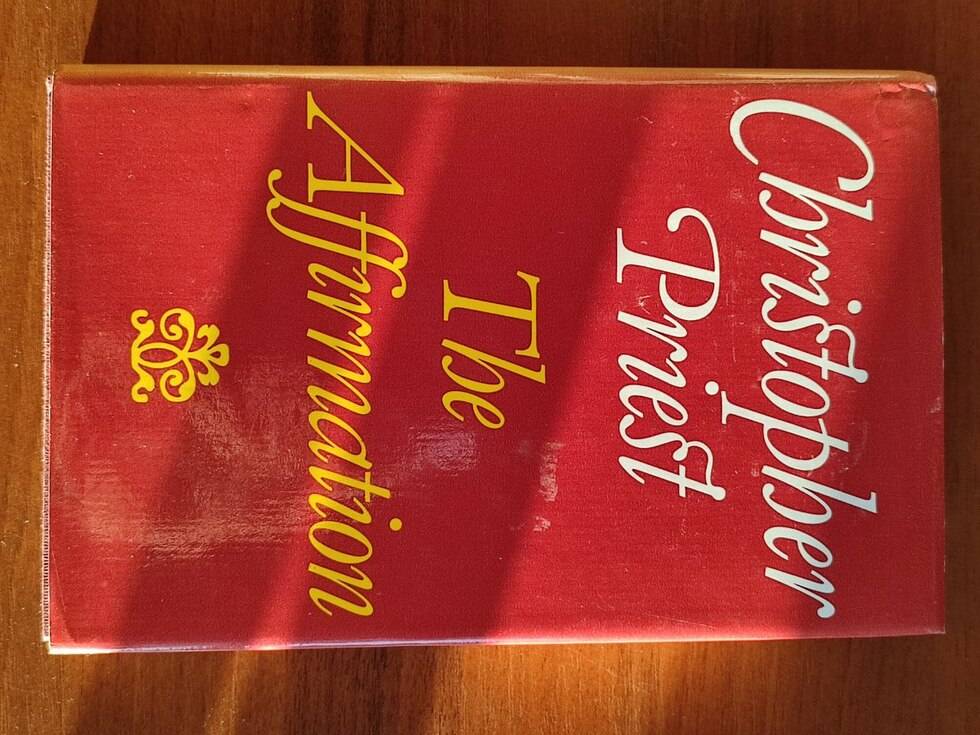 Christopher
Priest
The
Affirmation